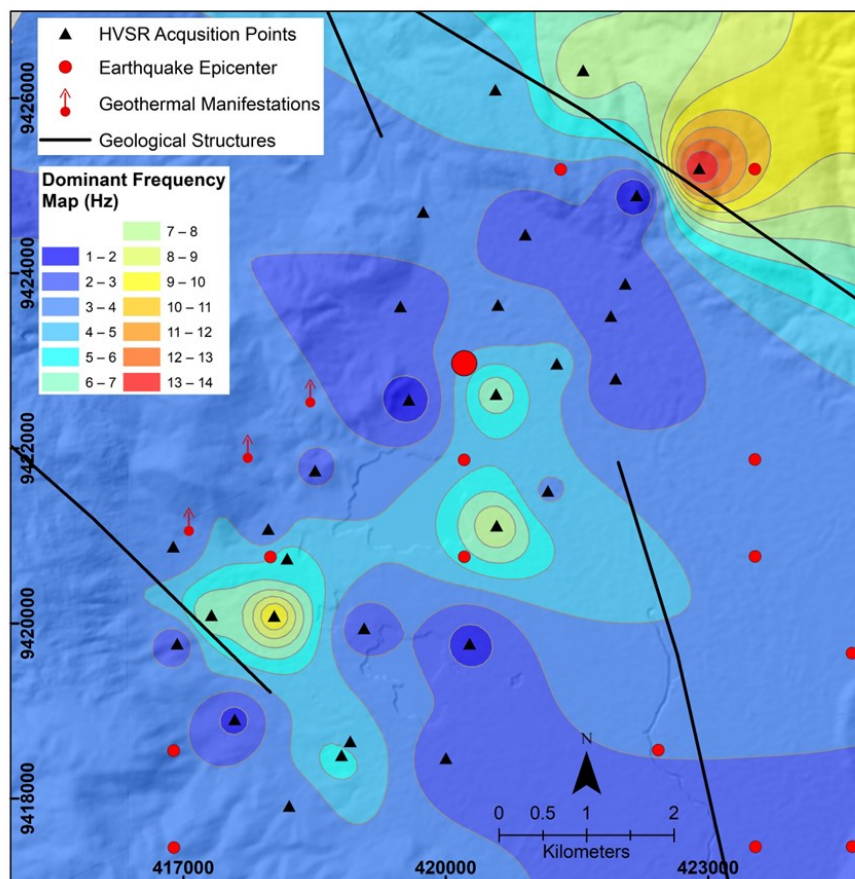 HVSR Acqusition Points
Earthquake Epicenter
Geothermal Manifestations
Geological Structures
Dominant Frequency
Map (Hz)
1 – 2
2 – 3
3 – 4
4 – 5
5 – 6
6 – 7
7 – 8
8 – 9
9 – 10
10 – 11
11 – 12
12 – 13
13 – 14
9426000
9424000
9422000
9420000
9418000
N
0 0.5 1 2
Kilometers
417000 420000 423000